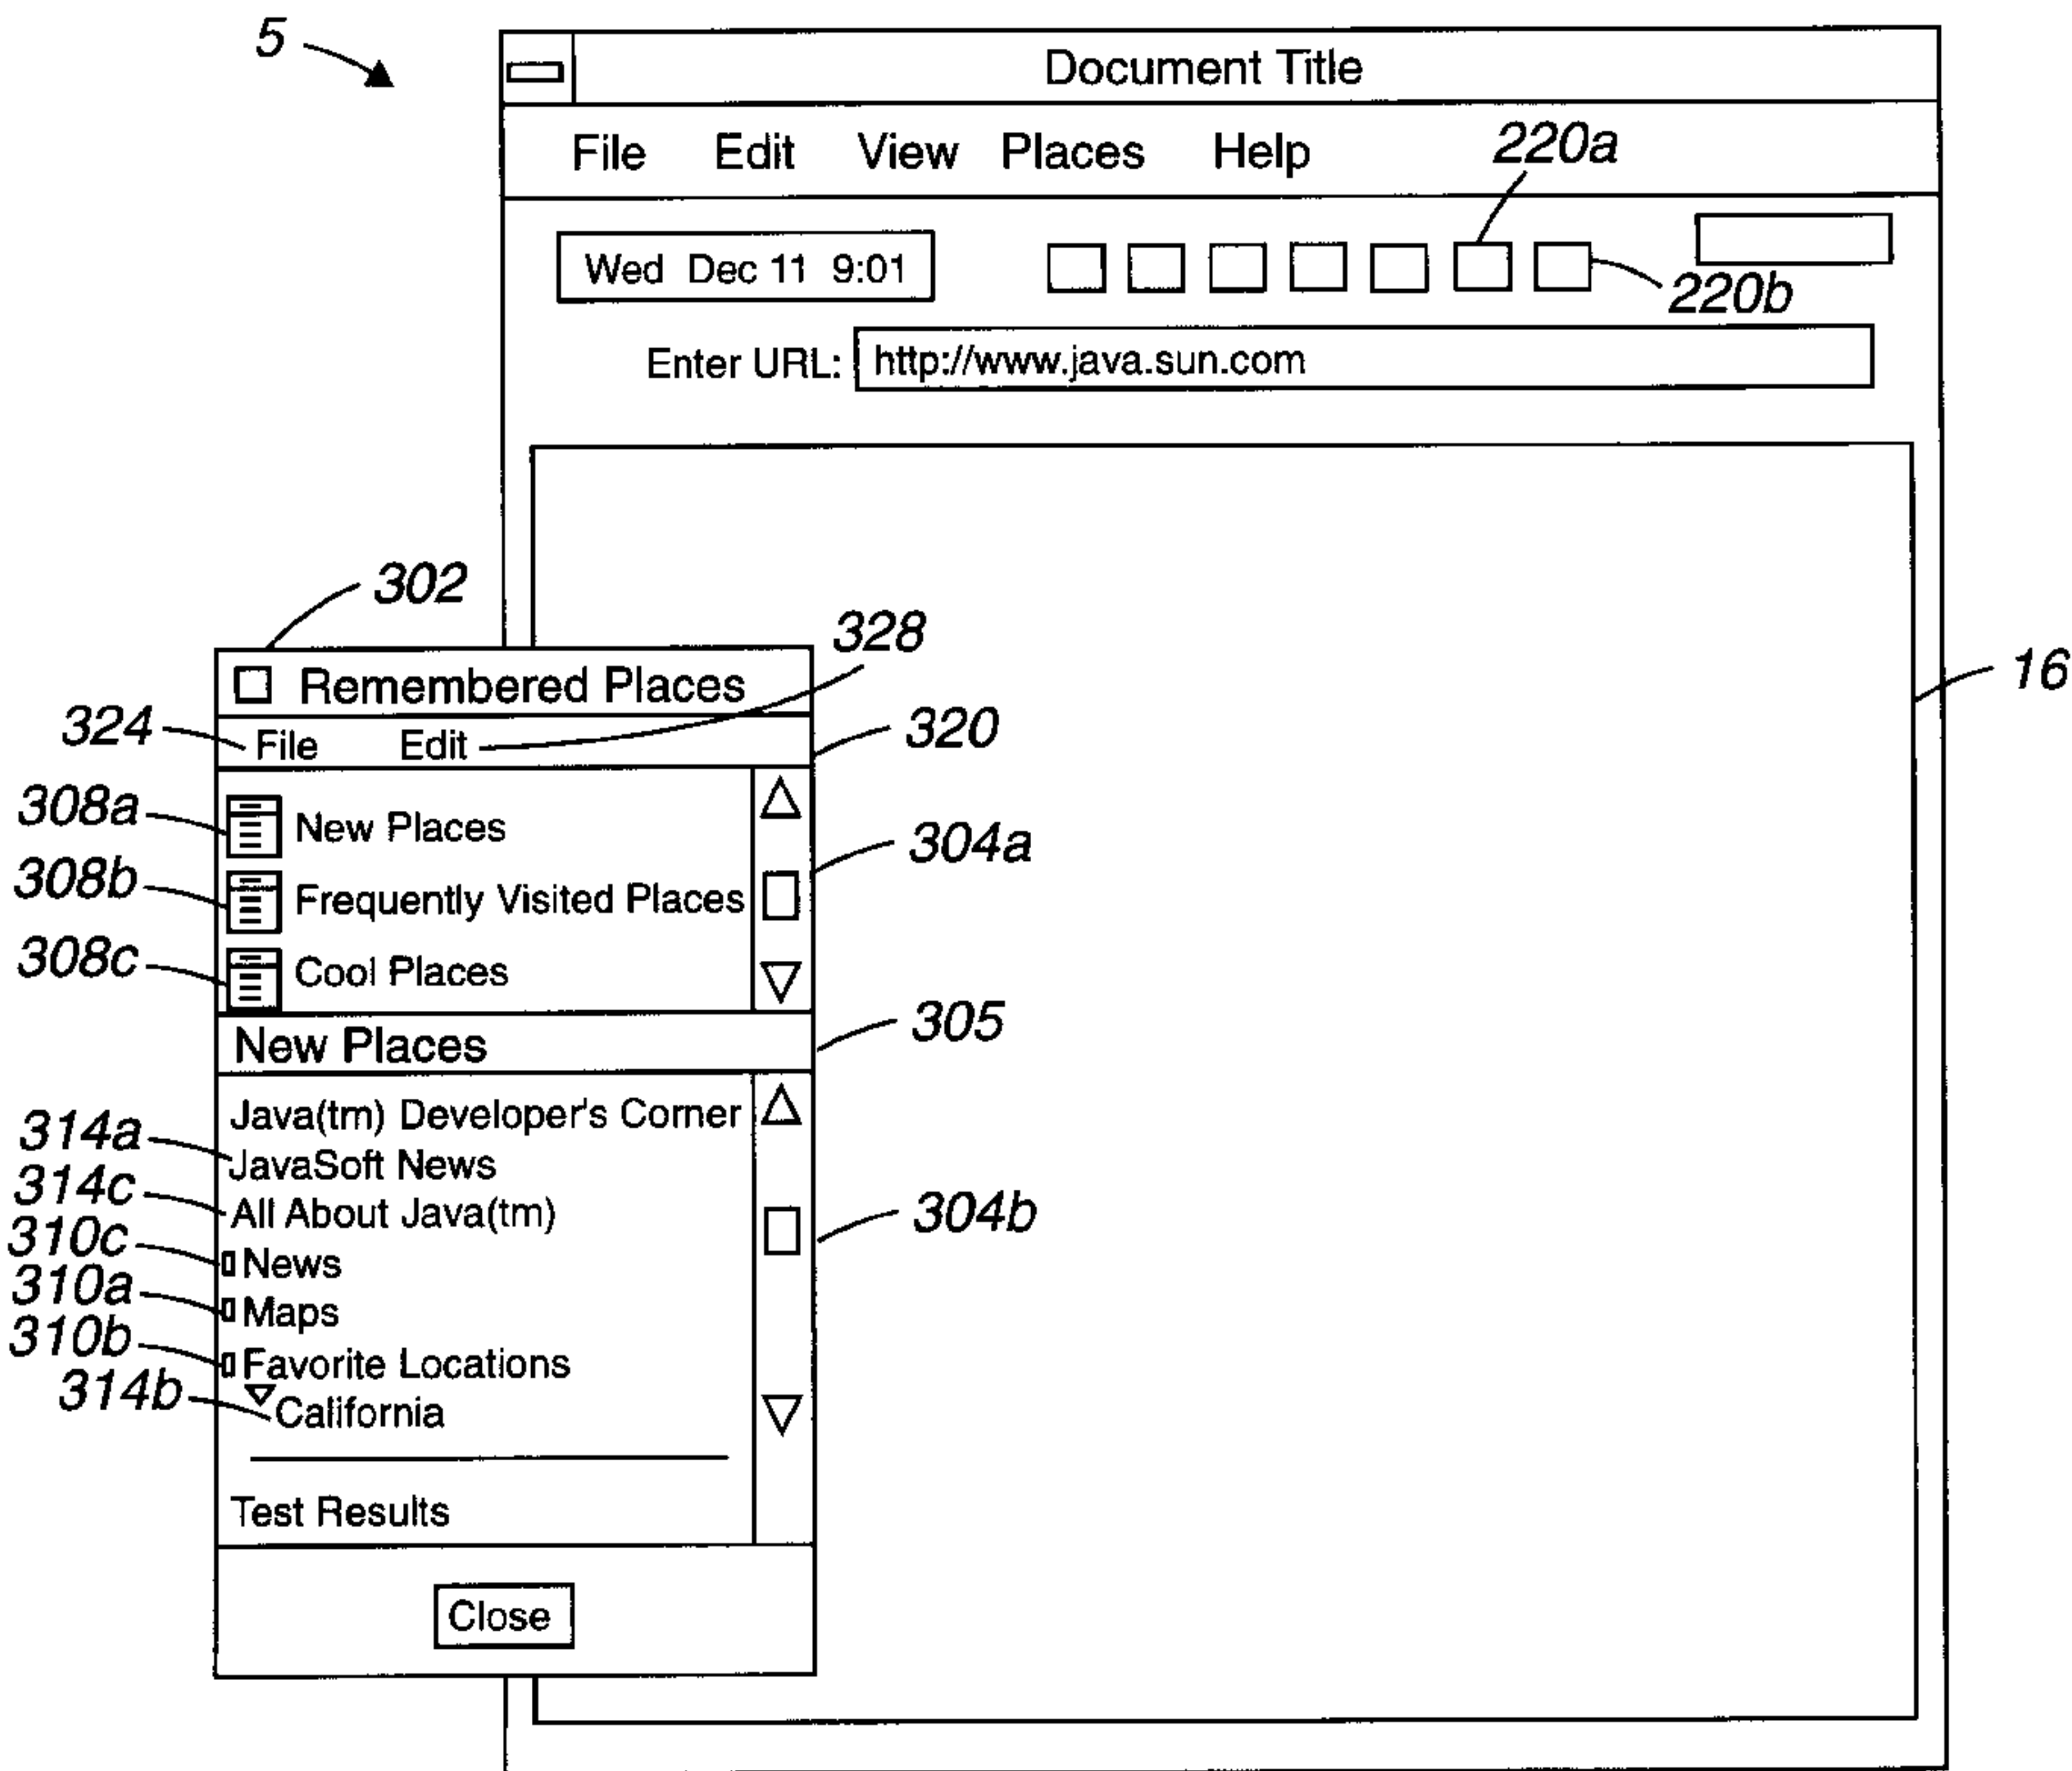 5
Document Title
File Edit View Places Help
220a
Wed Dec 11 9:01
220b
Enter URL: http://www.java.sun.com
16
302
328
Remembered Places
324
File Edit
320
308a
New Places
304a
308b
Frequently Visited Places
308c
Cool Places
305
New Places
Java(tm) Developer's Corner
314a
JavaSoft News
314c
All About Java(tm)
304b
310c
News
310a
Maps
310b
Favorite Locations
314b
California
Test Results
Close